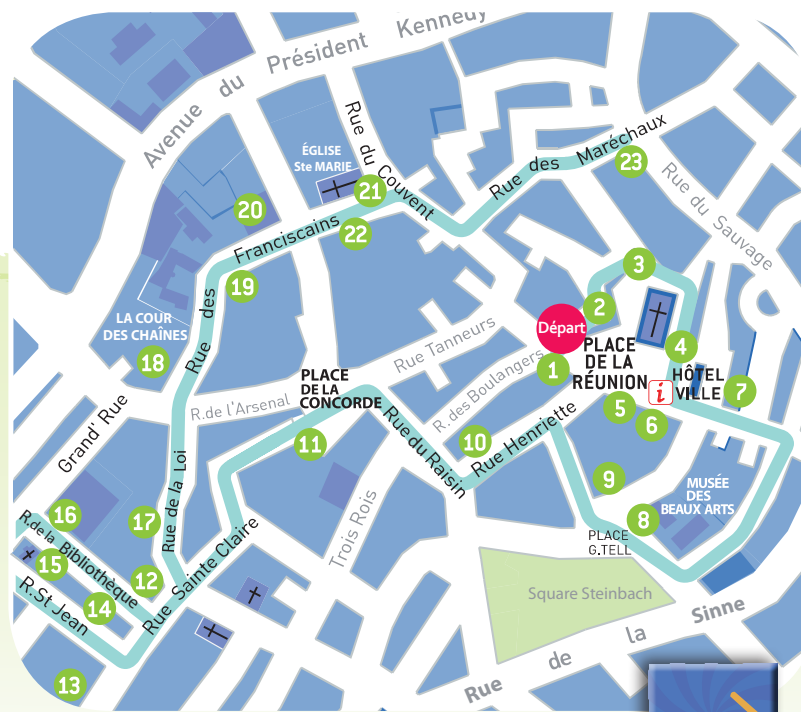 Avenue du Président Kennedy
ÉGLISE
Ste MARIE
Rue du Couvent
Rue des Maréchaux
23
Rue du Sauvage
21
20
22
Rue des Franciscains
19
3
2
Départ
1
4
PLACE
DE LA
RÉUNION
i
HÔTEL
VILLE
7
5
6
LA COUR
DES CHAÎNES
18
Rue Tanneurs
R. des Boulangers
PLACE
DE LA
CONCORDE
R. de l'Arsenal
Grand' Rue
11
Rue du Raisin
10
Rue Henriette
9
8
MUSÉE
DES
BEAUX ARTS
PLACE
G.TELL
Trois Rois
Rue de la Loi
16
17
R. de la Bibliothèque
15
12
14
Rue Sainte Claire
R. St Jean
13
Square Steinbach
Rue de la Sinne